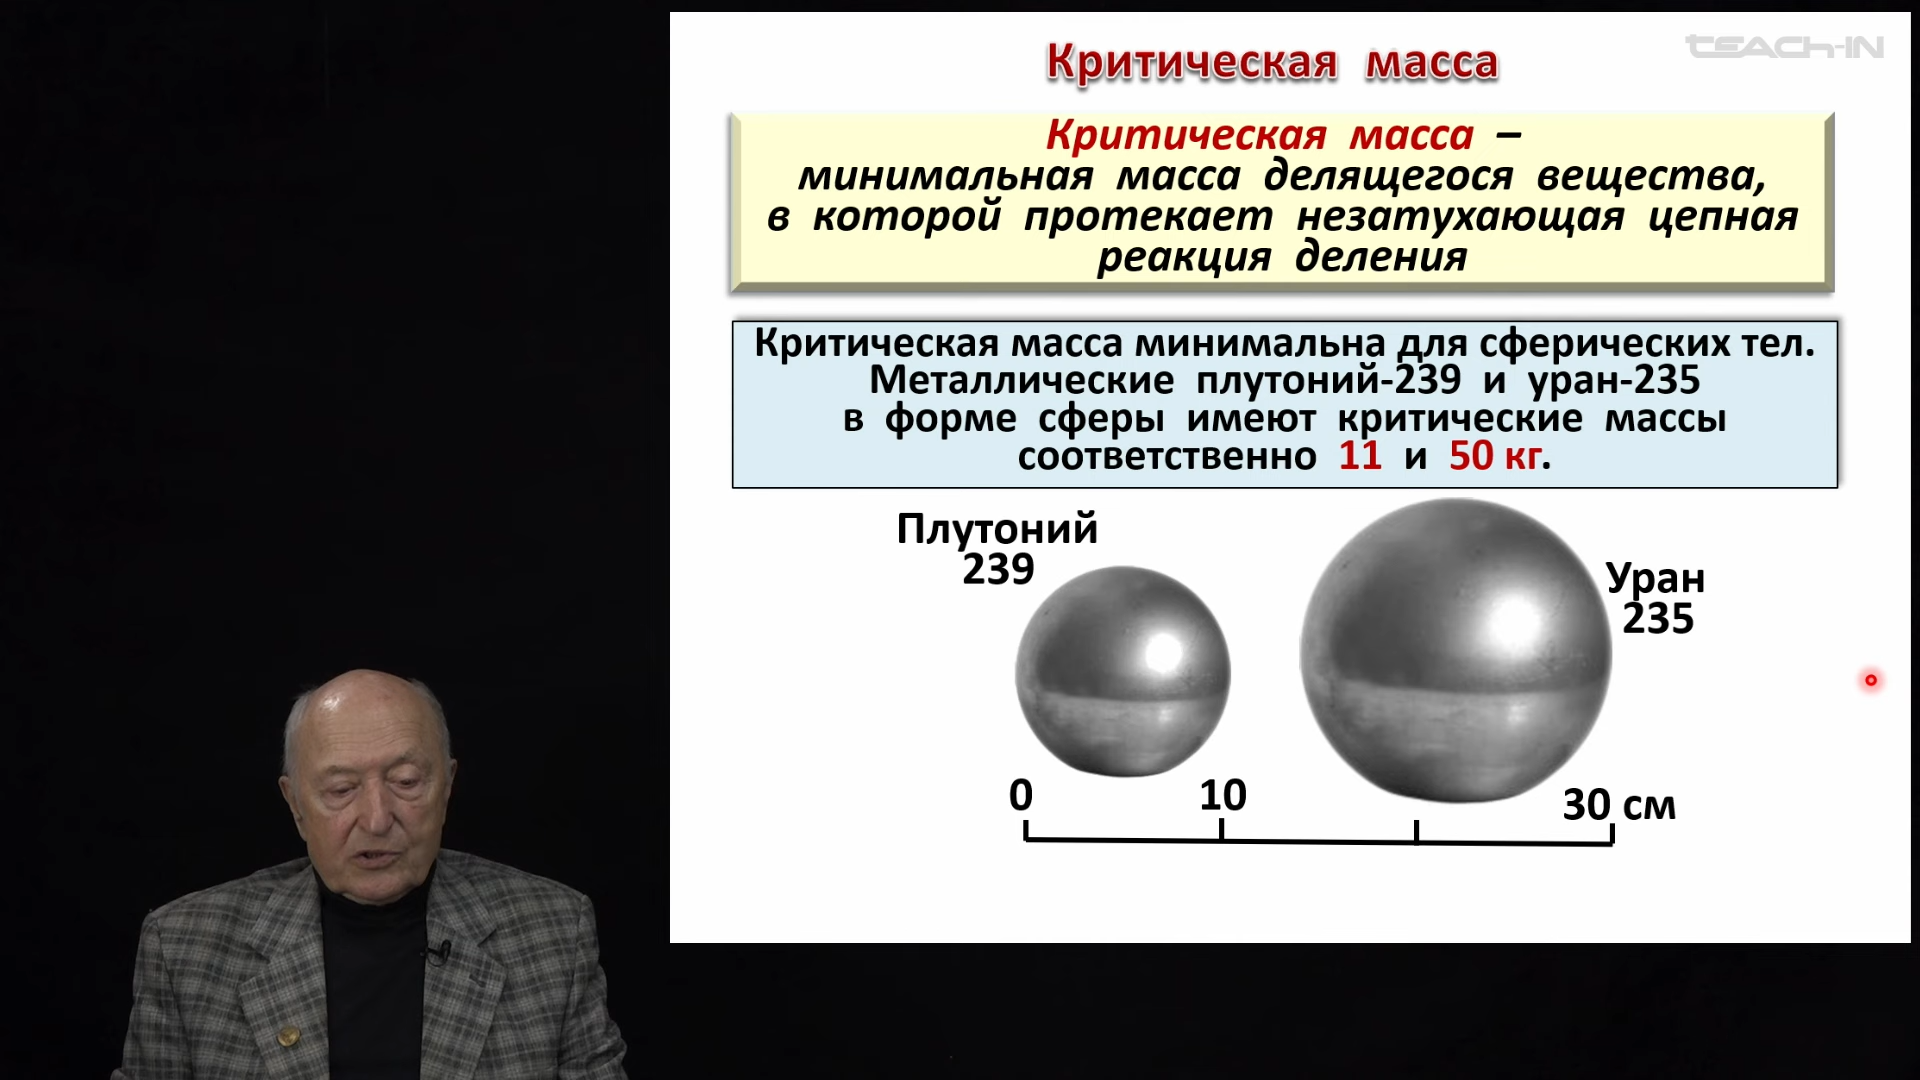 TEACH-IN
Критическая масса
Критическая масса –
минимальная масса делящегося вещества,
в которой протекает незатухающая цепная
реакция деления
Критическая масса минимальна для сферических тел.
Металлические плутоний-239 и уран-235
в форме сферы имеют критические массы
соответственно 11 и 50 кг.
Плутоний
239
Уран
235
0 10 30 см